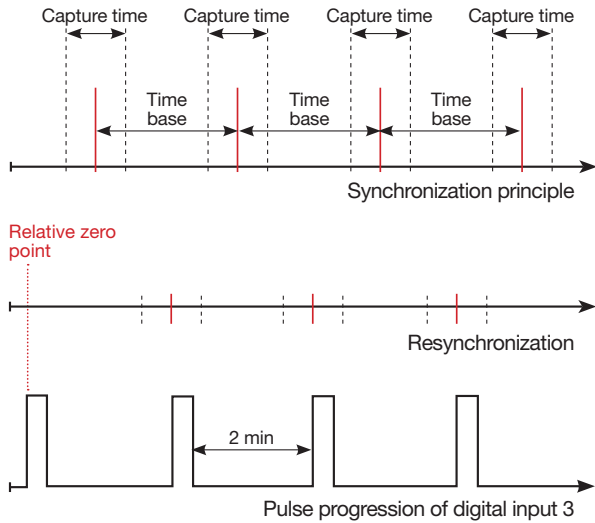 Capture time Capture time Capture time Capture time
Time
base
Time
base
Time
base
Synchronization principle
Relative zero
point
Resynchronization
2 min
Pulse progression of digital input 3